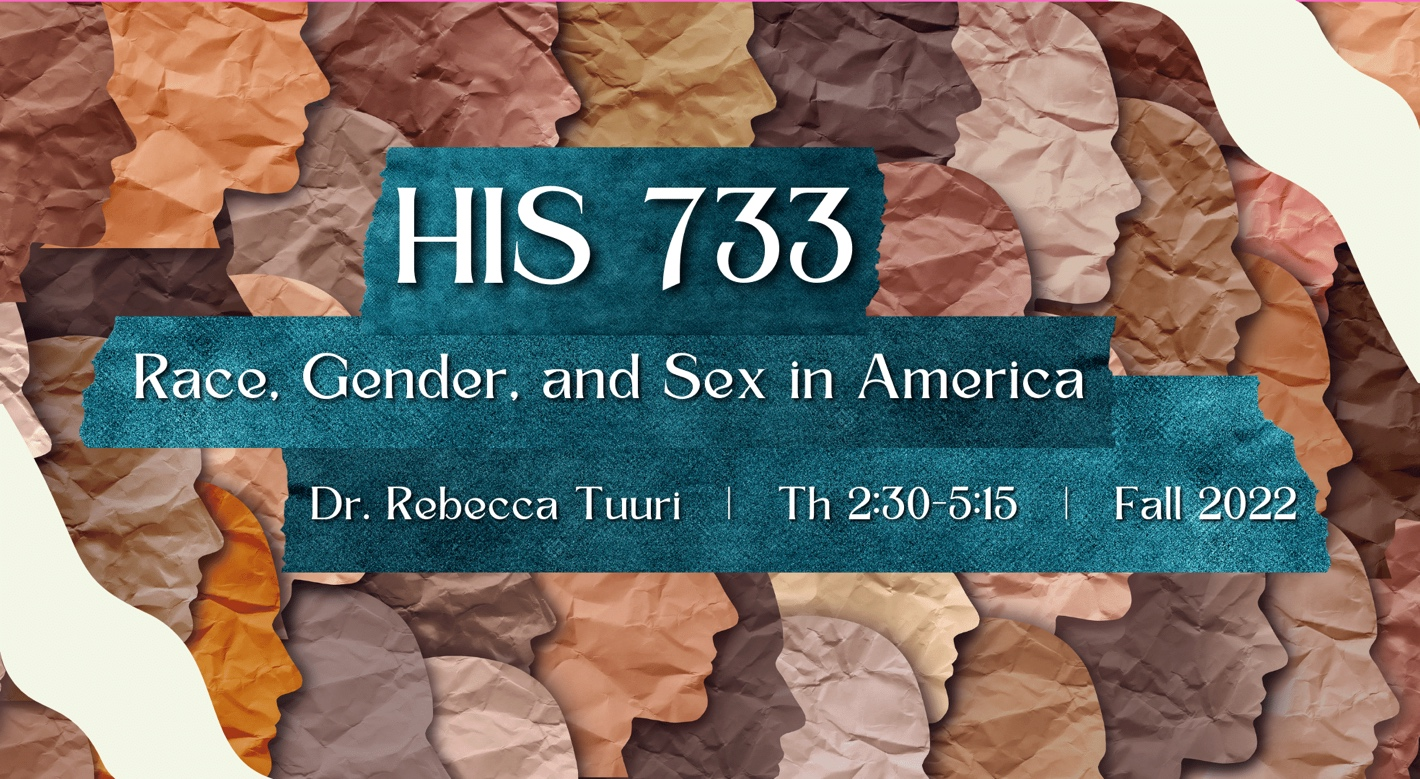 HIS 733
Race, Gender, and Sex in America
Dr. Rebecca Tuuri | Th 2:30-5:15 | Fall 2022